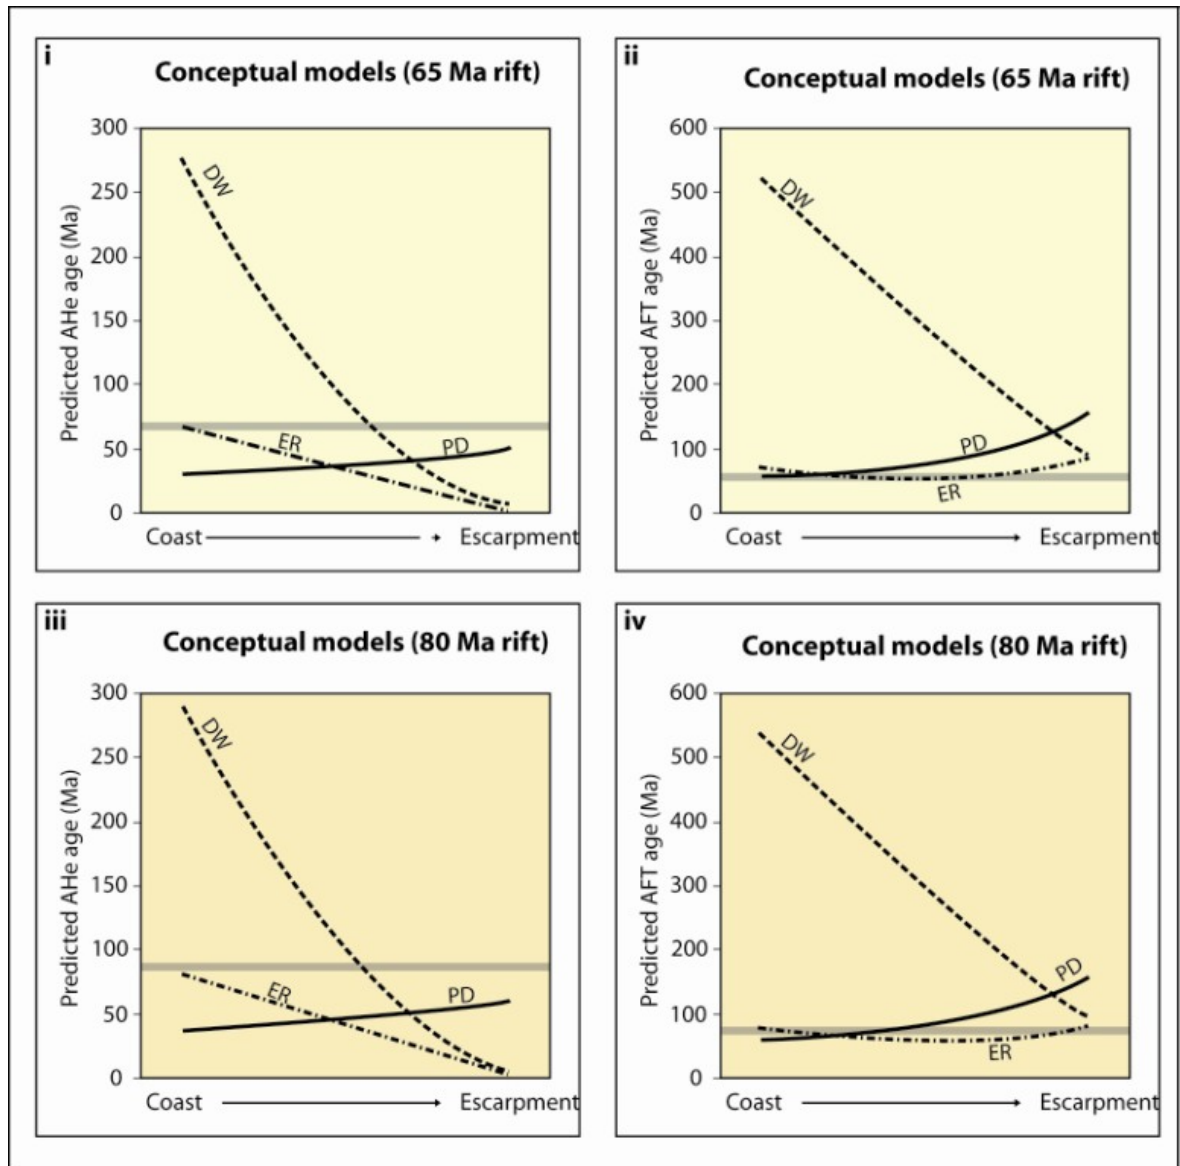 i
Conceptual models (65 Ma rift)
300
250
200
150
100
50
0
Predicted AHe age (Ma)
DW
ER
PD
Coast
Escarpment
ii
Conceptual models (65 Ma rift)
600
500
400
300
200
100
0
Predicted AFT age (Ma)
DW
PD
ER
Coast
Escarpment
iii
Conceptual models (80 Ma rift)
300
250
200
150
100
50
0
Predicted AHe age (Ma)
DW
ER
PD
Coast
Escarpment
iv
Conceptual models (80 Ma rift)
600
500
400
300
200
100
0
Predicted AFT age (Ma)
DW
PD
ER
Coast
Escarpment